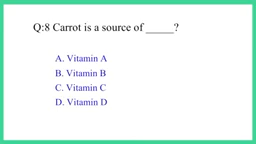 Q:8 Carrot is a source of _____?
A. Vitamin A
B. Vitamin B
C. Vitamin C
D. Vitamin D